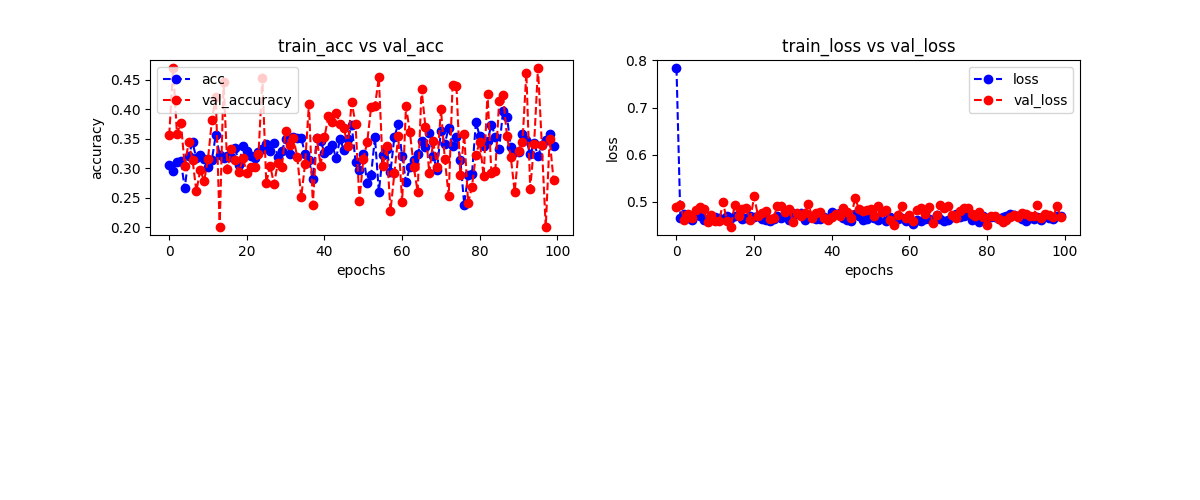 train_acc vs val_acc
accuracy
0.45
0.40
0.35
0.30
0.25
0.20
acc
val_accuracy
0 20 40 60 80 100
epochs
train_loss vs val_loss
loss
0.8
0.7
0.6
0.5
loss
val_loss
0 20 40 60 80 100
epochs